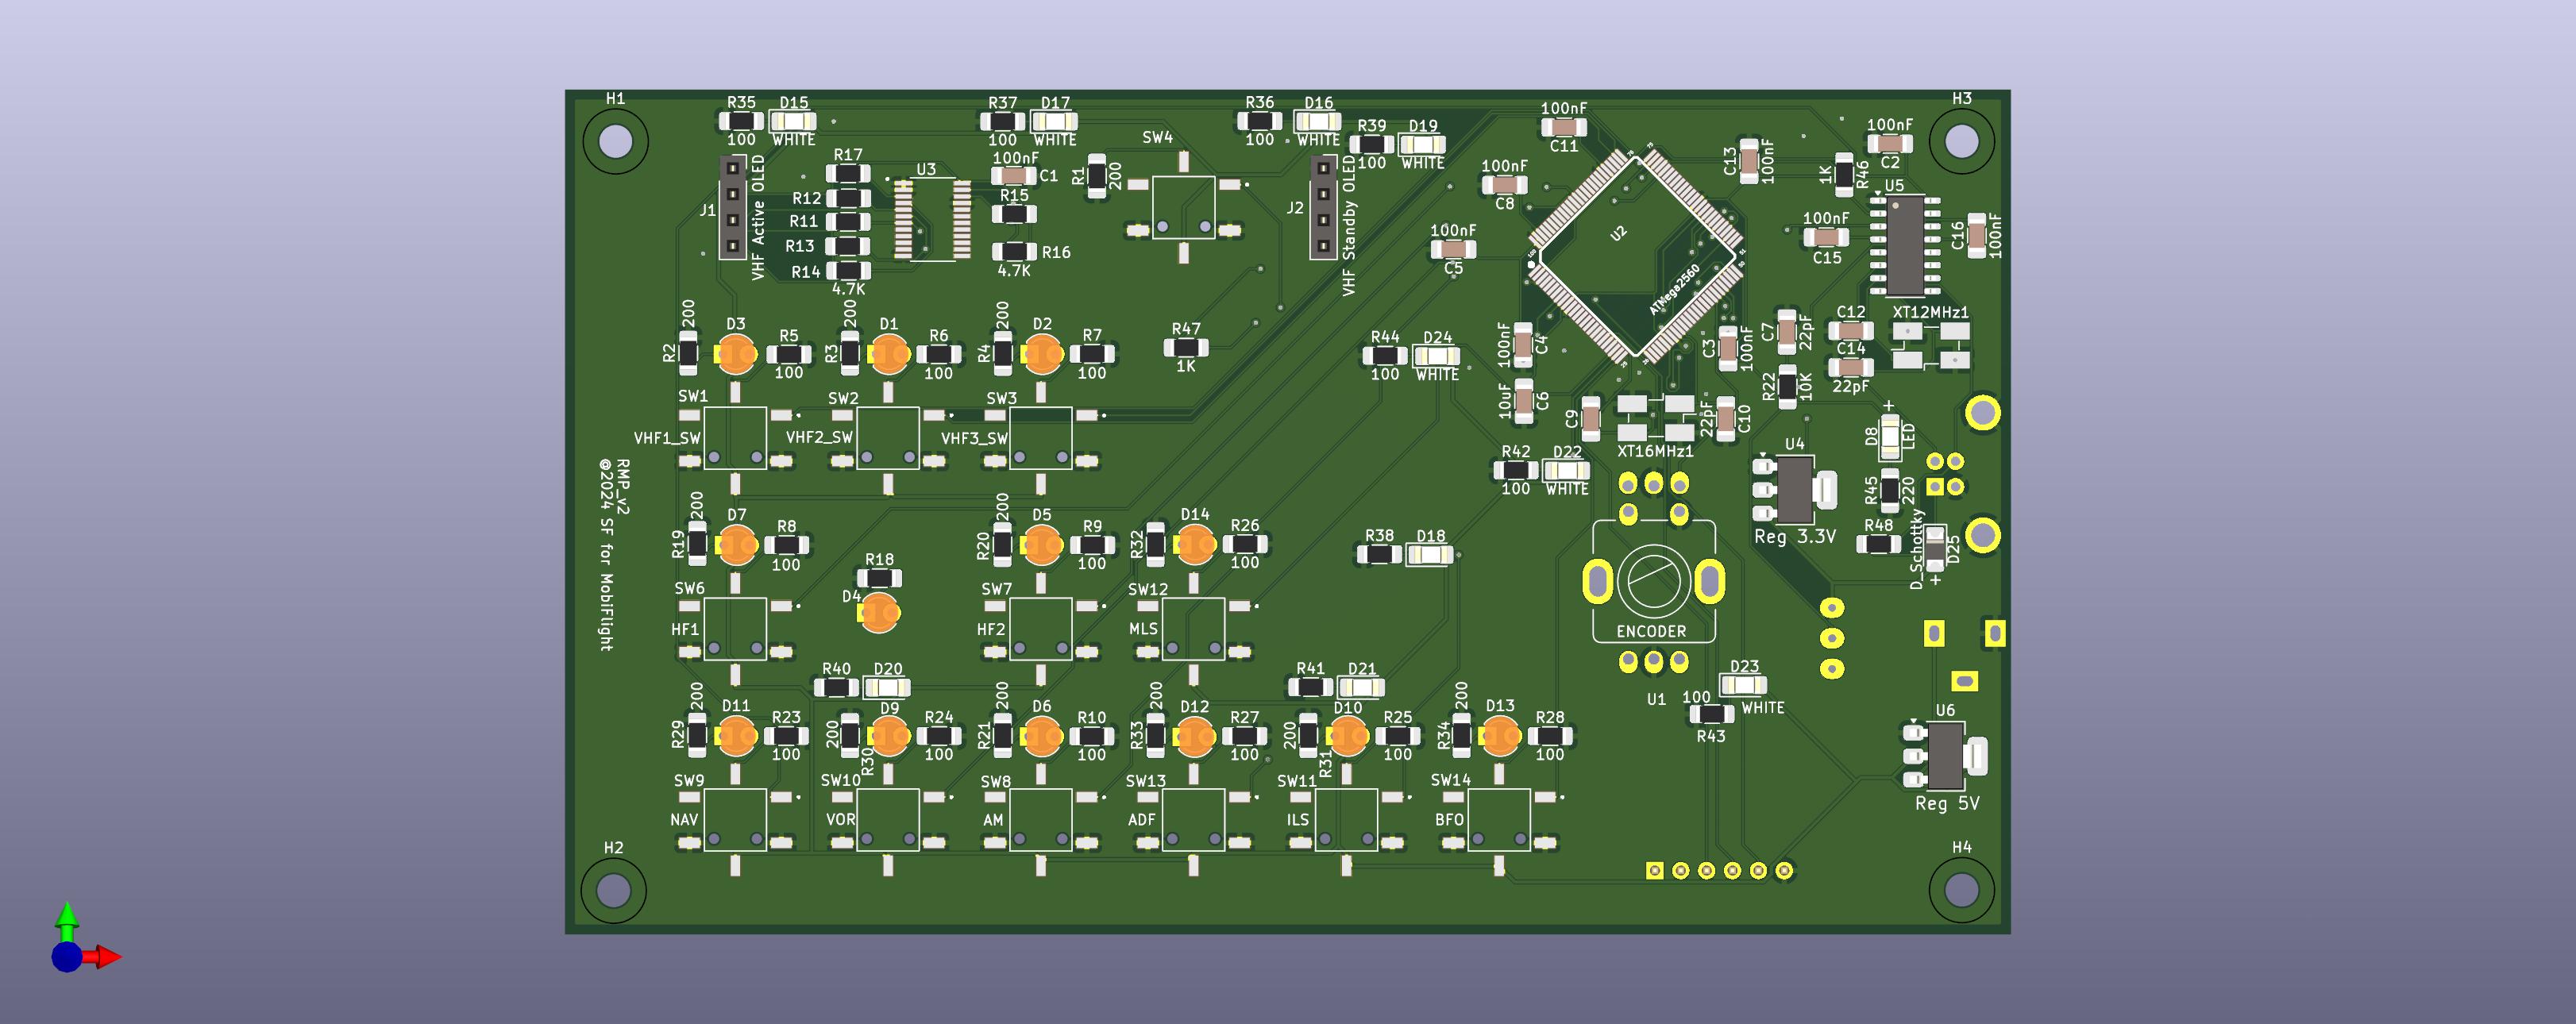 H1
R35
D15
100
WHITE
R37
D17
100
WHITE
R36
D16
100
WHITE
R39
D19
100
WHITE
100nF
C11
100nF
C2
H3
SW4
R17
R12
R11
R13
R14
4.7K
U3
100nF
C1
R15
R16
4.7K
R1
200
J1
VHF Active OLED
J2
VHF Standby OLED
100nF
C8
100nF
C5
U2
ATMega2560
C13
100nF
1K
R46
U5
100nF
C15
C16
100nF
R2
200
D3
R5
100
R3
200
D1
R6
100
R4
200
D2
R7
100
R47
1K
R44
D24
100
WHITE
100nF
C4
10uF
C6
C3
100nF
C7
22pF
C12
C14
22pF
XT12MHz1
R22
10K
C9
22pF
C10
XT16MHz1
SW1
VHF1_SW
SW2
VHF2_SW
SW3
VHF3_SW
R42
D22
100
WHITE
U4
Reg 3.3V
+
D8
LED
R45
220
R48
D_Schottky
D25
+
RMP_v2
@2024 SF for MobiFlight
R19
200
D7
R8
100
R20
200
D5
R9
100
R32
D14
R26
100
R18
D4
R38
D18
SW6
HF1
SW7
HF2
SW12
MLS
ENCODER
U1
R40
D20
R41
D21
D23
WHITE
100
R43
R29
200
D11
R23
100
200
R30
D9
R24
100
R21
200
D6
R10
100
R33
200
D12
R27
100
200
R31
D10
R25
100
R34
200
D13
R28
100
U6
Reg 5V
SW9
NAV
SW10
VOR
SW8
AM
SW13
ADF
SW11
ILS
SW14
BFO
H2
H4